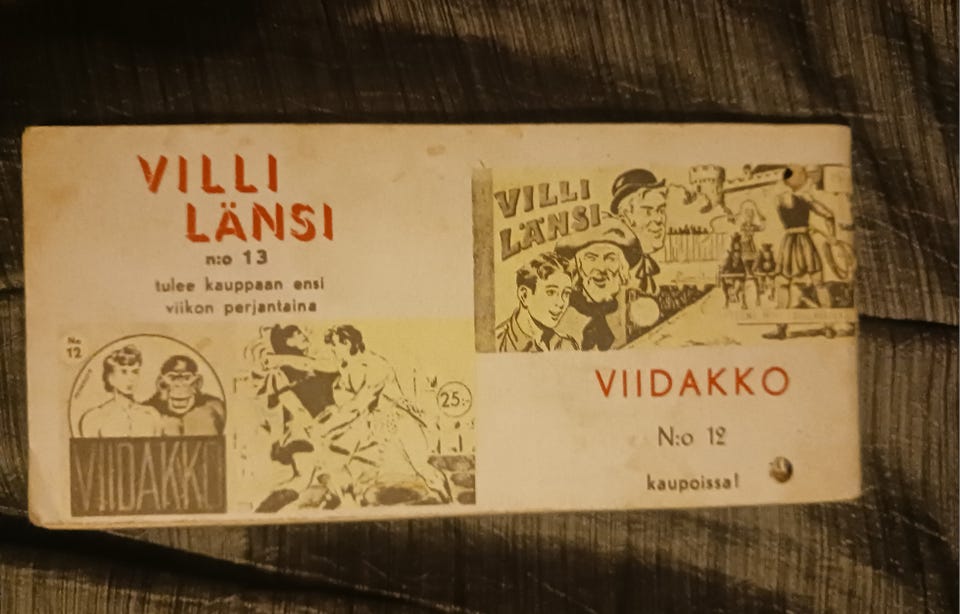 VILLI
LÄNSI
n:o 13
tulee kauppaan ensi
viikon perjantaina
VILLI
LÄNSI
No
12
VIIDAKKO
25:-
VIIDAKKO
N:o 12
kaupoissa!